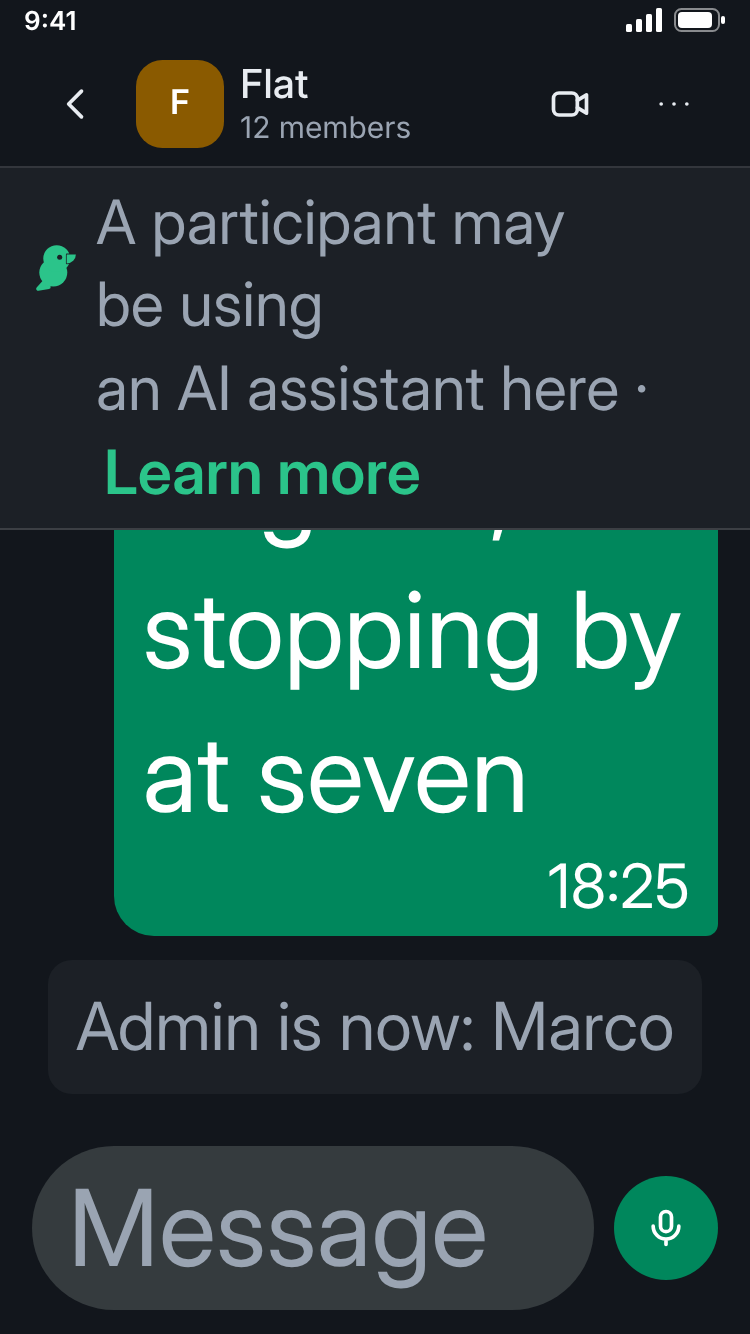 9:41
F
Flat
12 members
A participant may
be using
an AI assistant here ·
Learn more
stopping by
at seven
18:25
Admin is now: Marco
Message